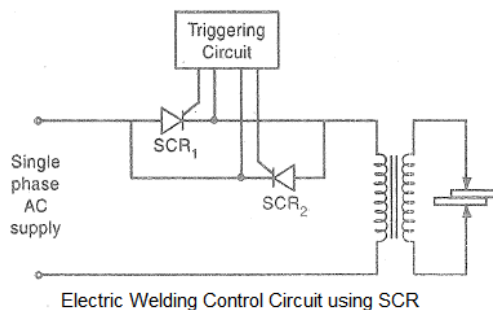 Triggering
Circuit
SCR₁
Single
phase
AC
supply
SCR₂
Electric Welding Control Circuit using SCR